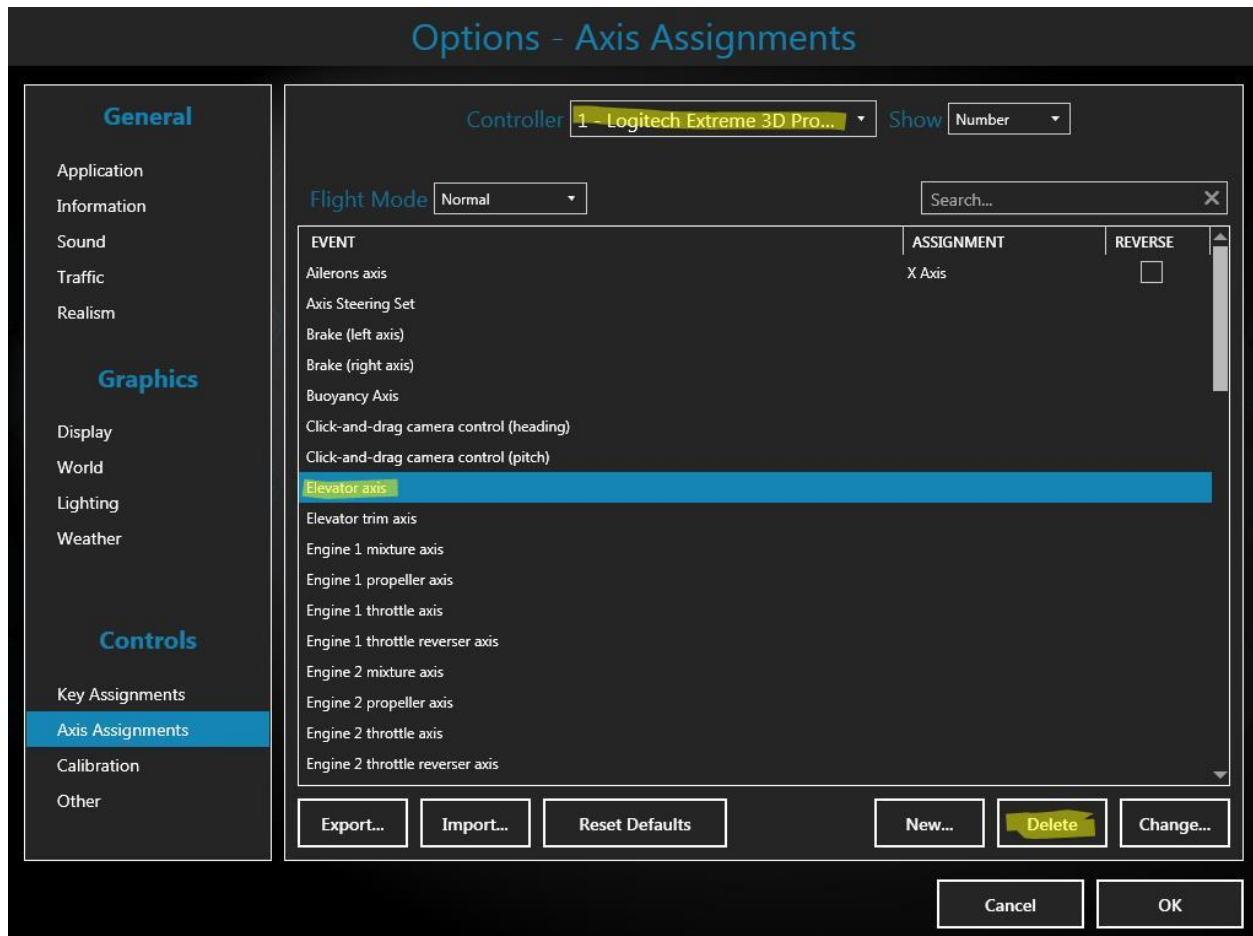 Options - Axis Assignments
General
Application
Information
Sound
Traffic
Realism
Graphics
Display
World
Lighting
Weather
Controls
Key Assignments
Axis Assignments
Calibration
Other
Controller 1 - Logitech Extreme 3D Pro... Show Number
Flight Mode Normal Search...
EVENT ASSIGNMENT REVERSE
Ailerons axis X Axis
Axis Steering Set
Brake (left axis)
Brake (right axis)
Buoyancy Axis
Click-and-drag camera control (heading)
Click-and-drag camera control (pitch)
Elevator axis
Elevator trim axis
Engine 1 mixture axis
Engine 1 propeller axis
Engine 1 throttle axis
Engine 1 throttle reverser axis
Engine 2 mixture axis
Engine 2 propeller axis
Engine 2 throttle axis
Engine 2 throttle reverser axis
Export... Import... Reset Defaults New... Delete Change...
Cancel OK